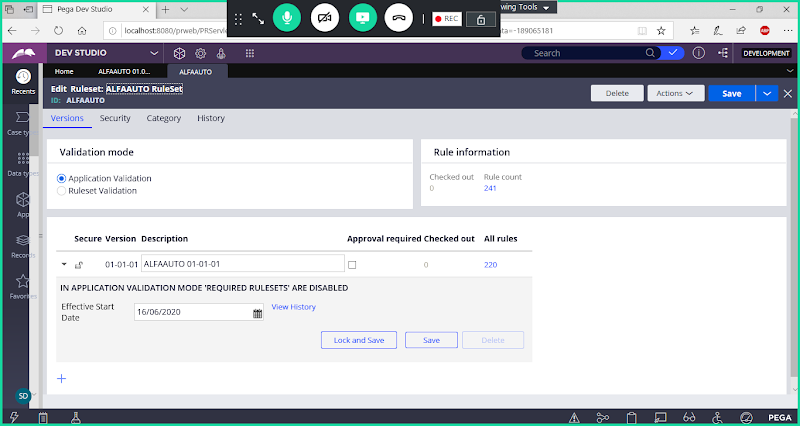 Pega Dev Studio
localhost:8080/prweb/PRServle
REC
wing Tools
ata=-189065181
ABP
DEV STUDIO
Search
DEVELOPMENT
Recents
Home
ALFAAUTO 01.0...
ALFAAUTO
Edit Ruleset: ALFAAUTO RuleSet
ID: ALFAAUTO
Delete
Actions
Save
Versions
Security
Category
History
Case typ
Data types
App
Records
Favorites
SD
Validation mode
Application Validation
Ruleset Validation
Rule information
Checked out
Rule count
0
241
Secure Version Description Approval required Checked out All rules
01-01-01 ALFAAUTO 01-01-01 0 220
IN APPLICATION VALIDATION MODE 'REQUIRED RULESETS' ARE DISABLED
Effective Start
Date
16/06/2020
View History
Lock and Save
Save
Delete
PEGA